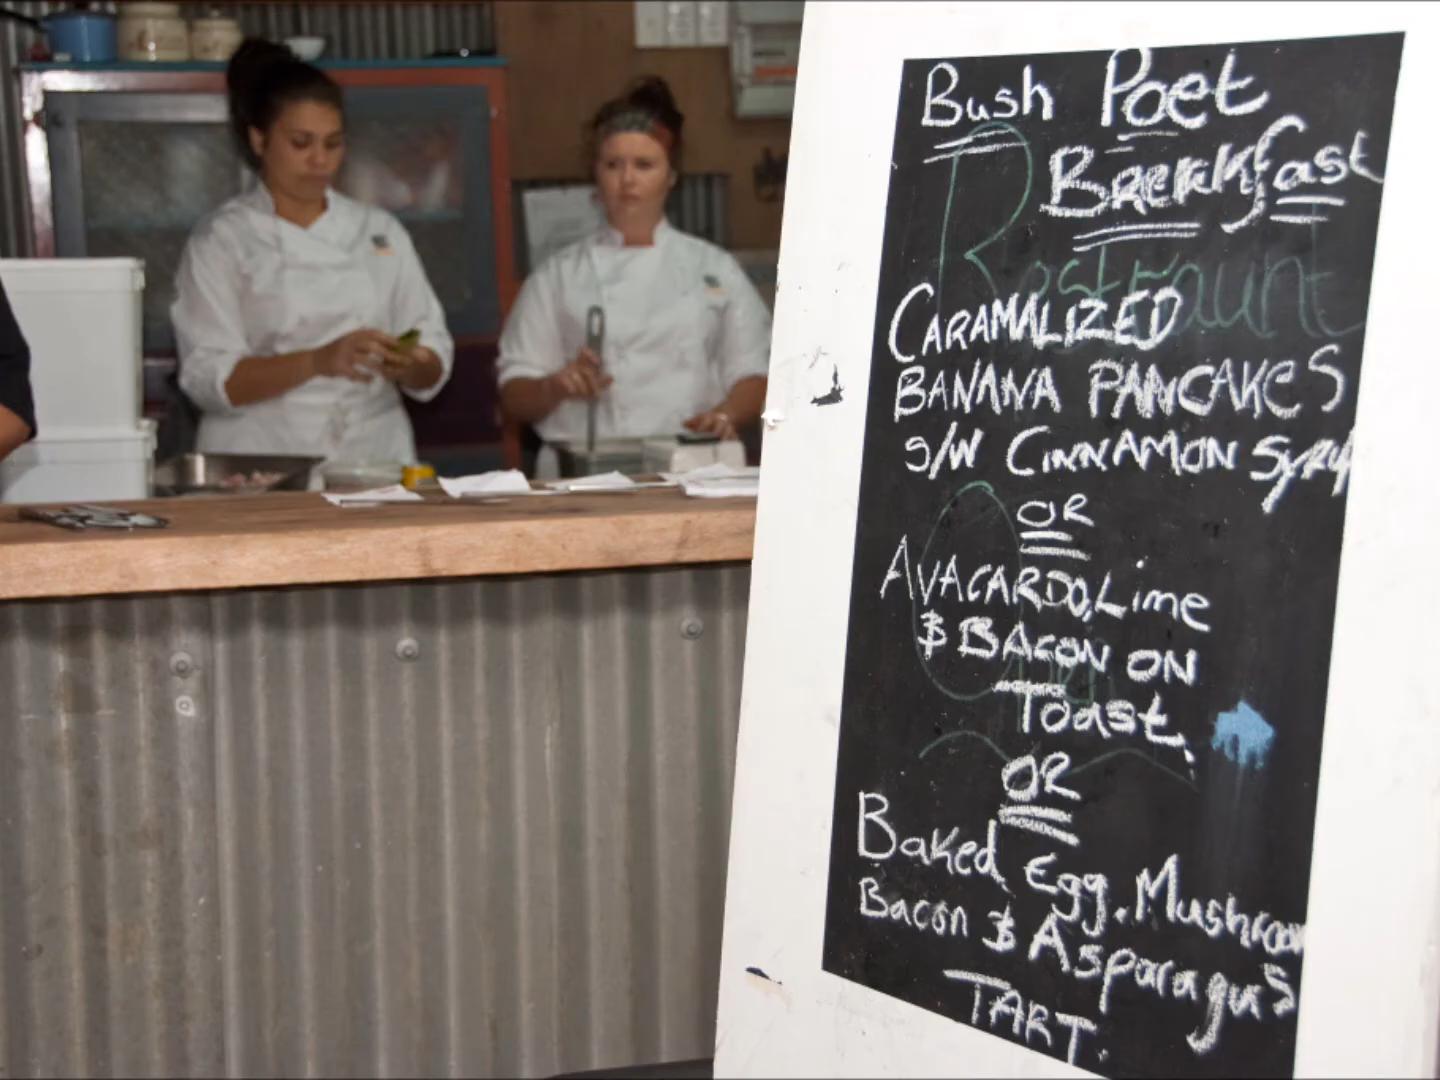 Bush Poet
Breakfast
Rostraunt
CARAMALIZED
BANANA PANCAKES
S/W CINNAMON SYRUP
OR
AVACARDO, Lime
& BACON ON
Toast.
OR
Baked Egg. Mushroom
Bacon & Asparagus
TART.